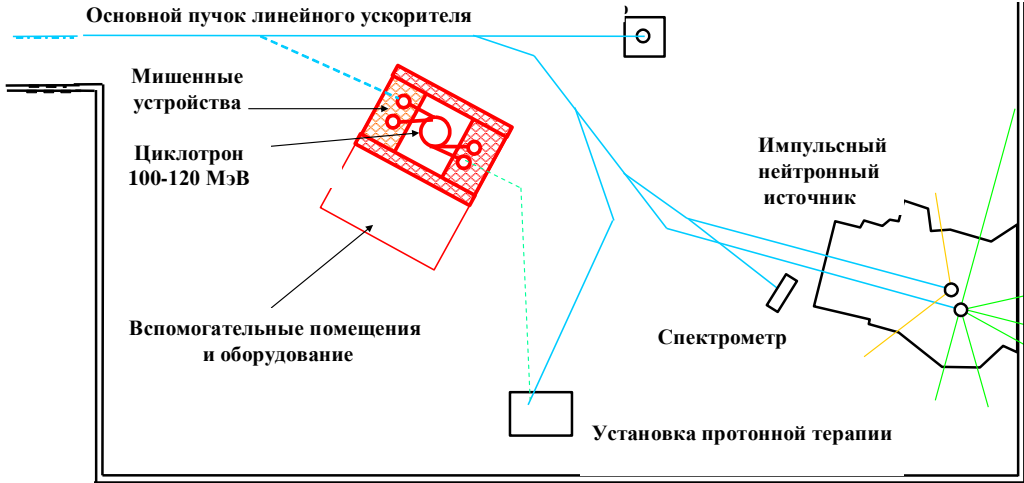 Основной пучок линейного ускорителя
Мишенные
устройства
Циклотрон
100-120 МэВ
Импульсный
нейтронный
источник
Вспомогательные помещения
и оборудование
Спектрометр
Установка протонной терапии